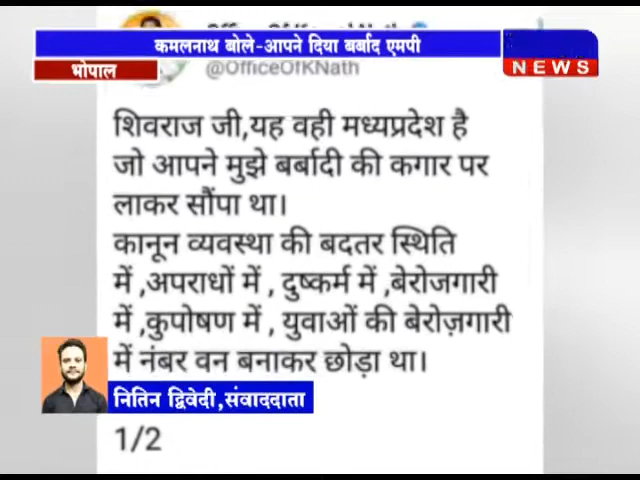 कमलनाथ बोले-आपने दिया बर्बाद एमपी
भोपाल
NEWS
@OfficeOfKNath
शिवराज जी,यह वही मध्यप्रदेश है
जो आपने मुझे बर्बादी की कगार पर
लाकर सौंपा था।
कानून व्यवस्था की बदतर स्थिति
में ,अपराधों में , दुष्कर्म में ,बेरोजगारी
में ,कुपोषण में , युवाओं की बेरोज़गारी
में नंबर वन बनाकर छोड़ा था।
नितिन द्विवेदी,संवाददाता
1/2